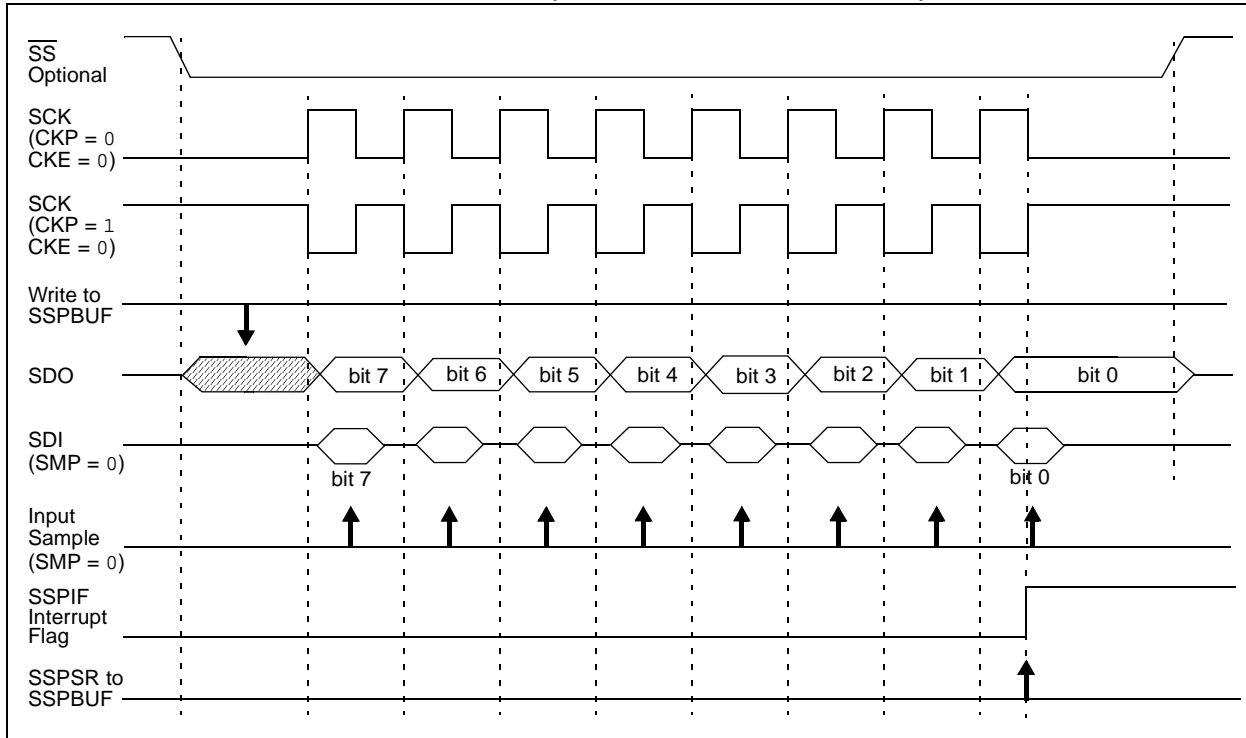 SS
Optional
SCK
(CKP = 0
CKE = 0)
SCK
(CKP = 1
CKE = 0)
Write to
SSPBUF
SDO
bit 7 bit 6 bit 5 bit 4 bit 3 bit 2 bit 1 bit 0
SDI
(SMP = 0)
bit 7 bit 0
Input
Sample
(SMP = 0)
SSPIF
Interrupt
Flag
SSPSR to
SSPBUF